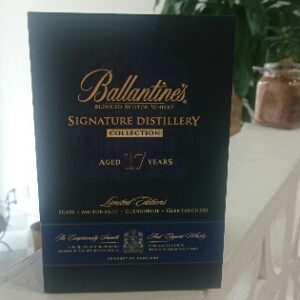 Ballantine's
BLENDED SCOTCH WHISKY
SIGNATURE DISTILLERY
COLLECTION
AGED 17 YEARS
Limited Editions
SCAPA • MILTONDUFF • GLENBURGIE • GLENTAUCHERS
An Exceptionally Smooth
And Elegant Whisky
PRODUCT OF SCOTLAND